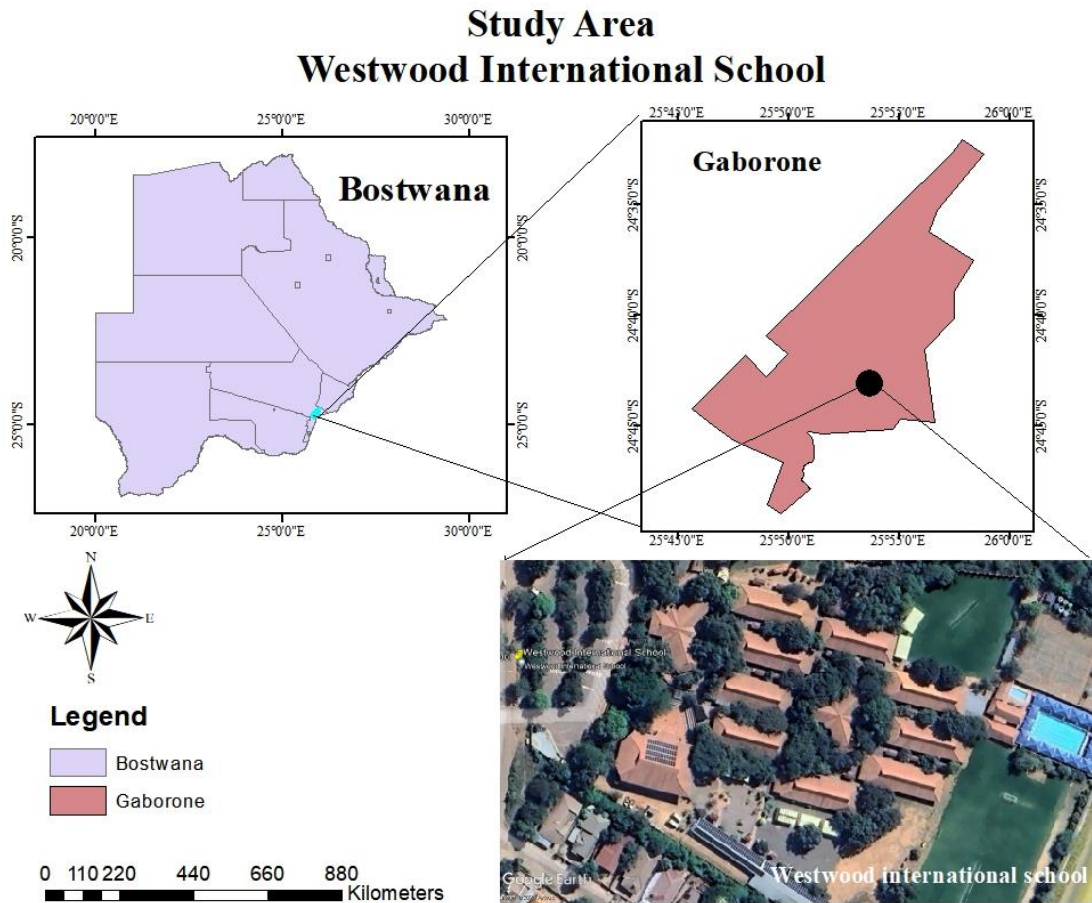 Study Area
Westwood International School
20°0'0"E 25°0'0"E 30°0'0"E
Bostwana
20°0'0"S 20°0'0"S
25°0'0"S 25°0'0"S
20°0'0"E 25°0'0"E 30°0'0"E
25°45'0"E 25°50'0"E 25°55'0"E 26°0'0"E
Gaborone
24°35'0"S 24°35'0"S
24°40'0"S 24°40'0"S
24°45'0"S 24°45'0"S
25°45'0"E 25°50'0"E 25°55'0"E 26°0'0"E
N
W E
S
Legend
Bostwana
Gaborone
0 110 220 440 660 880
Kilometers
Westwood International School
Westwood International School
Google Earth
Westwood international school